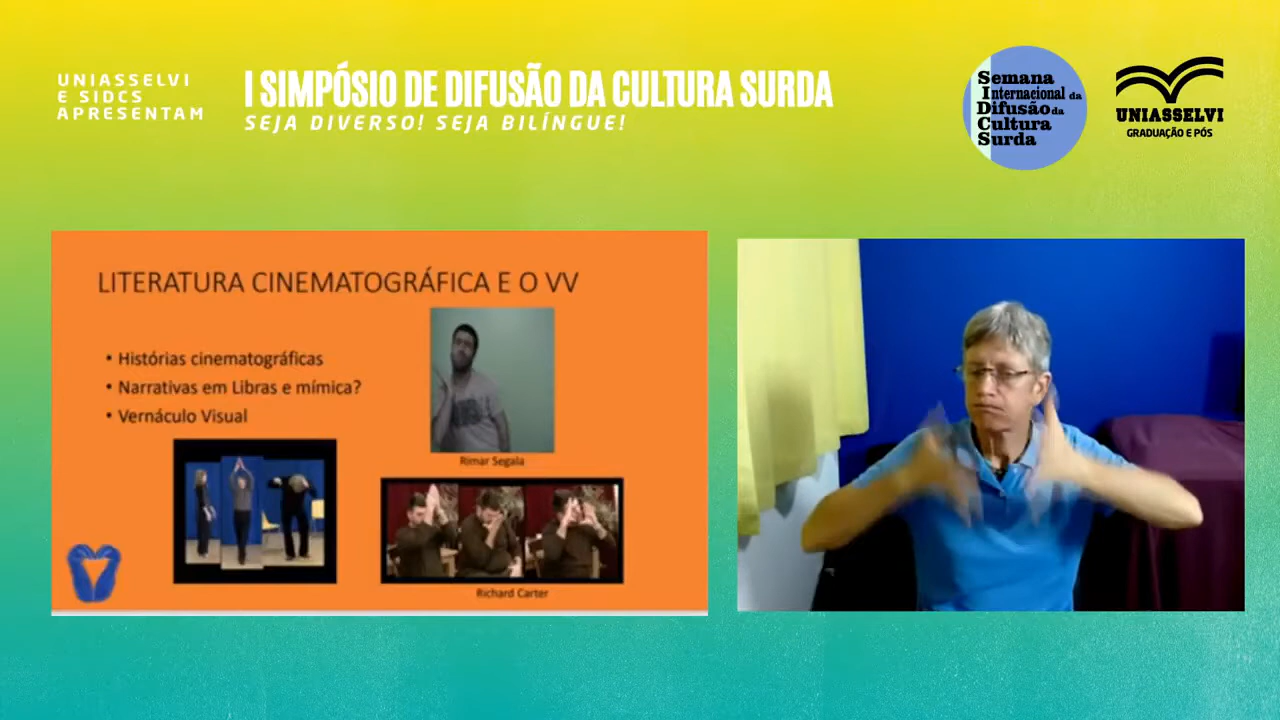 UNIASSELVI
E SIDCS
APRESENTAM
I SIMPÓSIO DE DIFUSÃO DA CULTURA SURDA
SEJA DIVERSO! SEJA BILÍNGUE!
Semana
Internacional da
Difusão da
Cultura
Surda
UNIASSELVI
GRADUAÇÃO E PÓS
LITERATURA CINEMATOGRÁFICA E O VV
• Histórias cinematográficas
• Narrativas em Libras e mímica?
• Vernáculo Visual
Rimar Segala
Richard Carter